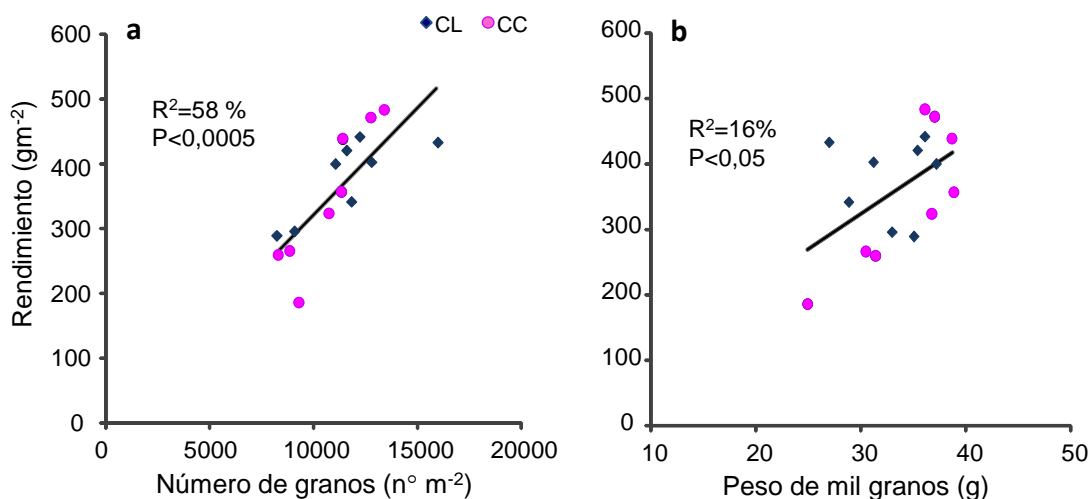 a
CL CC
600
500
400
300
200
100
0
R²=58 %
P<0,0005
Rendimiento (gm⁻²)
0 5000 10000 15000 20000
Número de granos (n° m⁻²)
b
600
500
400
300
200
100
0
R²=16%
P<0,05
10 20 30 40 50
Peso de mil granos (g)